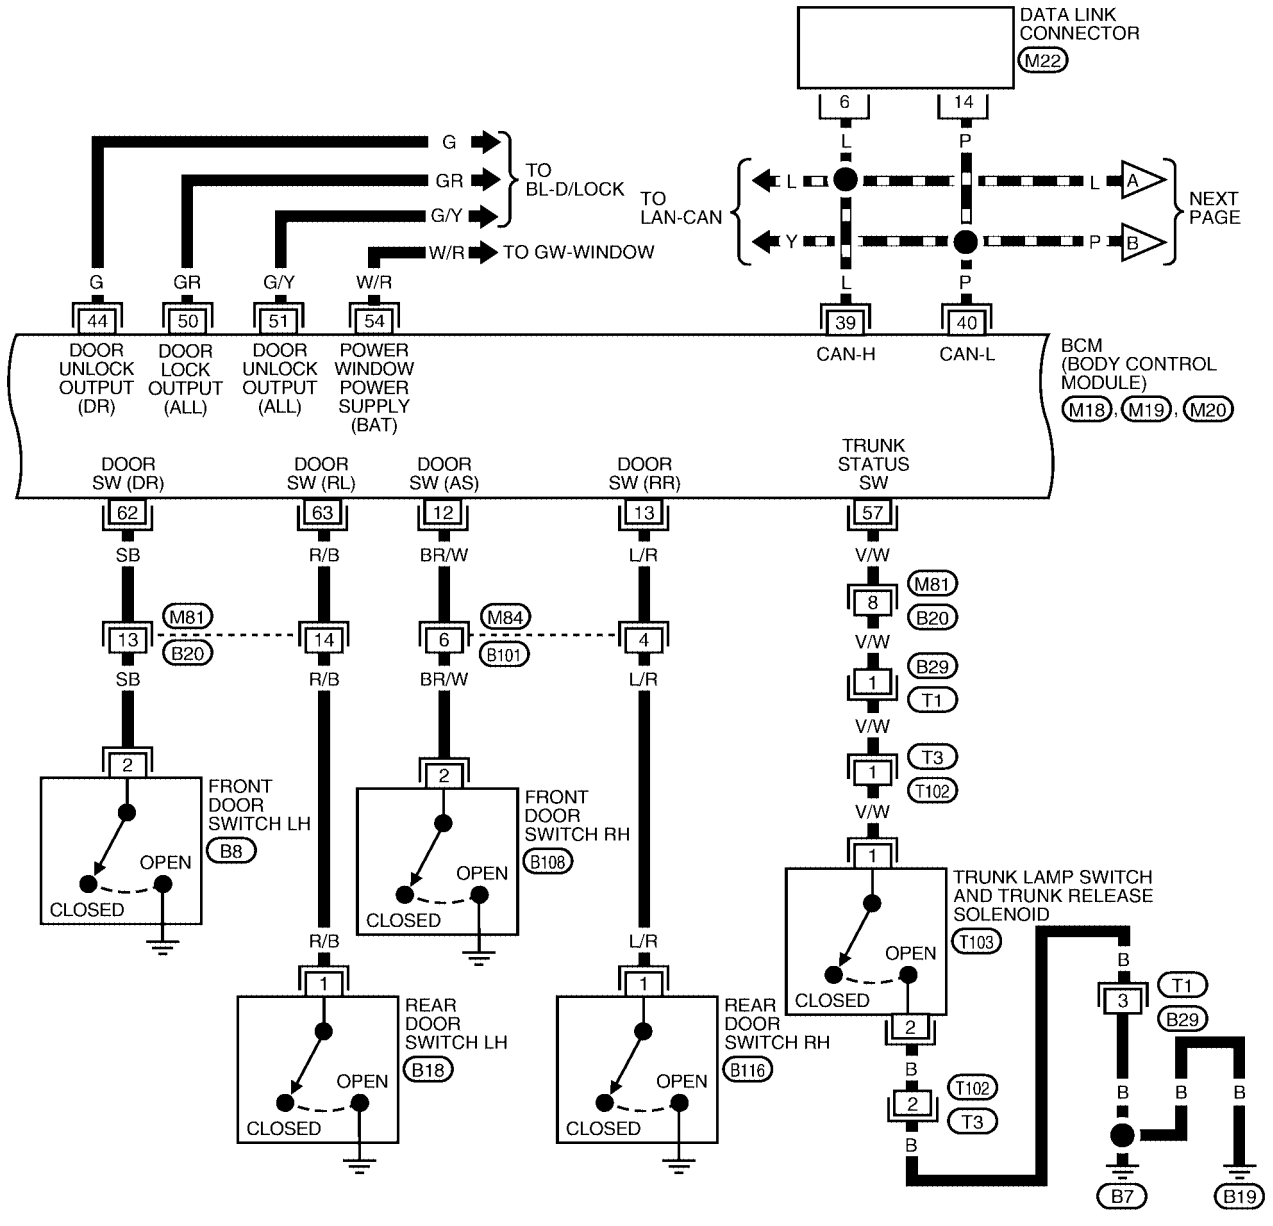 DATA LINK
CONNECTOR
M22
6
14
L
P
G
GR
G/Y
W/R
TO
BL-D/LOCK
TO GW-WINDOW
TO
LAN-CAN
L
L
A
Y
P
B
NEXT
PAGE
G
GR
G/Y
W/R
L
P
44
50
51
54
39
40
DOOR
UNLOCK
OUTPUT
(DR)
DOOR
LOCK
OUTPUT
(ALL)
DOOR
UNLOCK
OUTPUT
(ALL)
POWER
WINDOW
POWER
SUPPLY
(BAT)
CAN-H
CAN-L
BCM
(BODY CONTROL
MODULE)
M18, M19, M20
DOOR
SW (DR)
DOOR
SW (RL)
DOOR
SW (AS)
DOOR
SW (RR)
TRUNK
STATUS
SW
62
63
12
13
57
SB
R/B
BR/W
L/R
V/W
13
M81
B20
14
6
M84
B101
4
8
M81
B20
SB
R/B
BR/W
L/R
V/W
1
B29
T1
V/W
1
T3
T102
V/W
2
FRONT
DOOR
SWITCH LH
B8
OPEN
CLOSED
2
FRONT
DOOR
SWITCH RH
B108
OPEN
CLOSED
1
TRUNK LAMP SWITCH
AND TRUNK RELEASE
SOLENOID
T103
OPEN
CLOSED
R/B
L/R
1
REAR
DOOR
SWITCH LH
B18
OPEN
CLOSED
1
REAR
DOOR
SWITCH RH
B116
OPEN
CLOSED
2
B
2
T102
T3
B
B
3
T1
B29
B
B
B
B7
B19